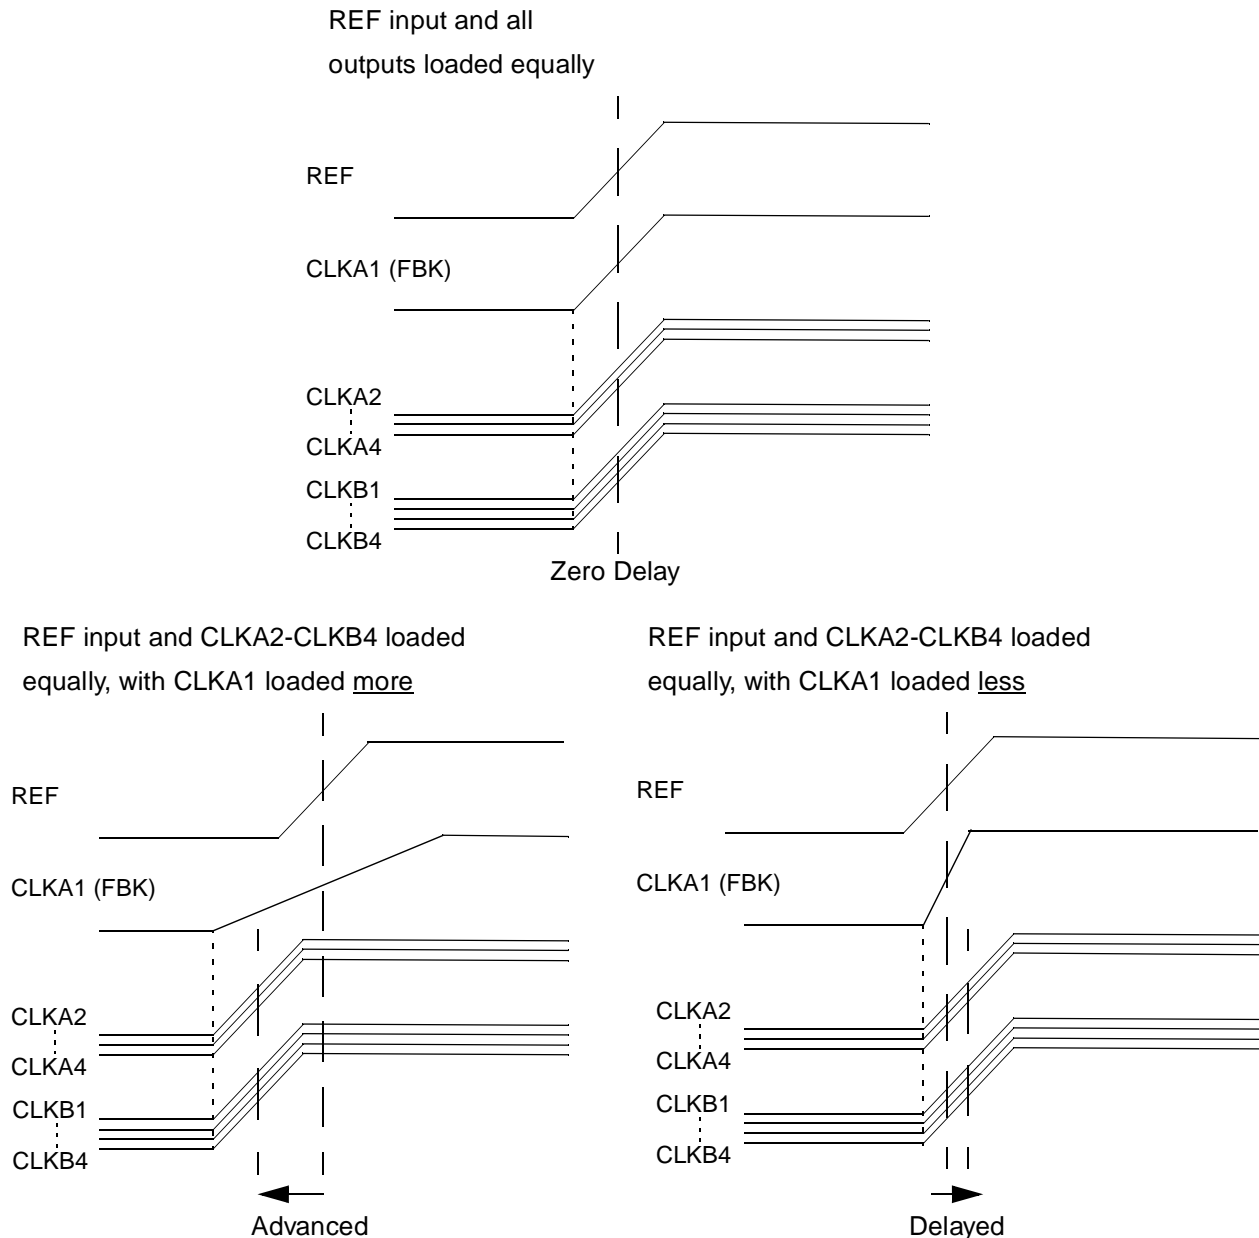 REF input and all
outputs loaded equally
REF
CLKA1 (FBK)
CLKA2
CLKA4
CLKB1
CLKB4
Zero Delay
REF input and CLKA2-CLKB4 loaded
equally, with CLKA1 loaded more
REF
CLKA1 (FBK)
CLKA2
CLKA4
CLKB1
CLKB4
Advanced
REF input and CLKA2-CLKB4 loaded
equally, with CLKA1 loaded less
REF
CLKA1 (FBK)
CLKA2
CLKA4
CLKB1
CLKB4
Delayed